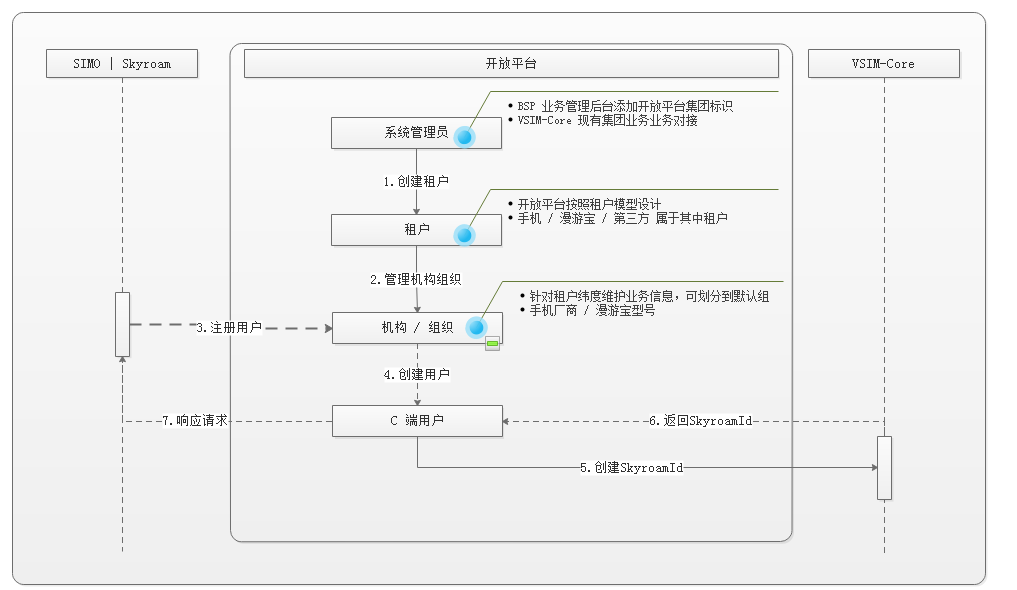 SIMO | Skyroam
开放平台
VSIM-Core
• BSP 业务管理后台添加开放平台集团标识
• VSIM-Core 现有集团业务业务对接
系统管理员
1.创建租户
• 开放平台按照租户模型设计
• 手机 / 漫游宝 / 第三方 属于其中租户
租户
2.管理机构组织
• 针对租户纬度维护业务信息，可划分到默认组
• 手机厂商 / 漫游宝型号
3.注册用户
机构 / 组织
4.创建用户
7.响应请求
C 端用户
6.返回SkyroamId
5.创建SkyroamId